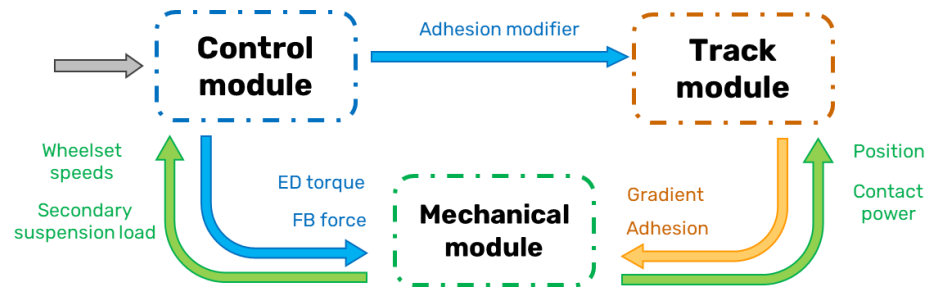 Control
module
Adhesion modifier
Track
module
Wheelset
speeds
Secondary
suspension load
ED torque
FB force
Mechanical
module
Gradient
Adhesion
Position
Contact
power